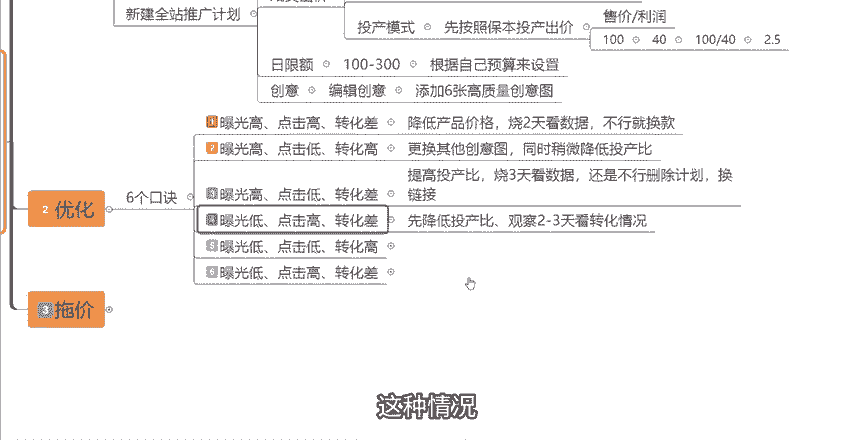 新建全站推广计划
投产模式 先按照保本投产出价 售价/利润
100 40 100/40 2.5
日限额 100-300 根据自己预算来设置
创意 编辑创意 添加6张高质量创意图
2 优化
6个口诀
1 曝光高、点击高、转化差 降低产品价格，烧2天看数据，不行就换款
2 曝光高、点击低、转化高 更换其他创意图，同时稍微降低投产比
3 曝光高、点击低、转化差 提高投产比，烧3天看数据，还是不行删除计划，换
链接
4 曝光低、点击高、转化差 先降低投产比、观察2-3天看转化情况
5 曝光低、点击低、转化高
6 曝光低、点击高、转化差
3 拖价
这种情况